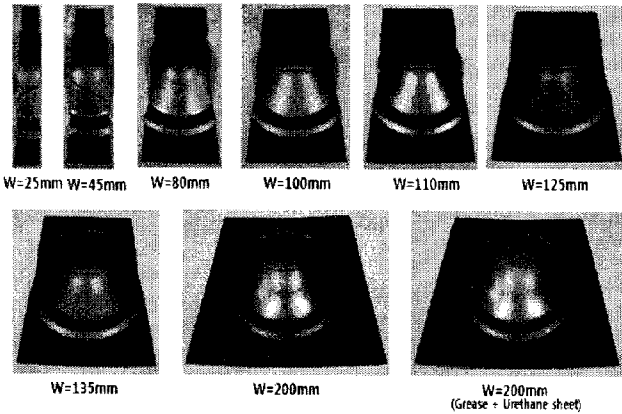 W=25mm W=45mm W=80mm W=100mm W=110mm W=125mm
W=135mm W=200mm W=200mm
(Grease + Urethane sheet)